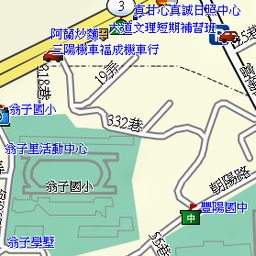 3
直甘心真誠日照中心
大道文理短期補習班
阿蘭炒麵
三陽機車福成機車行
318巷
19弄
翁子國小
332巷
翁子里活動中心
翁子國小
朝陽路
豐陽國中
中
翁子學墅
55巷